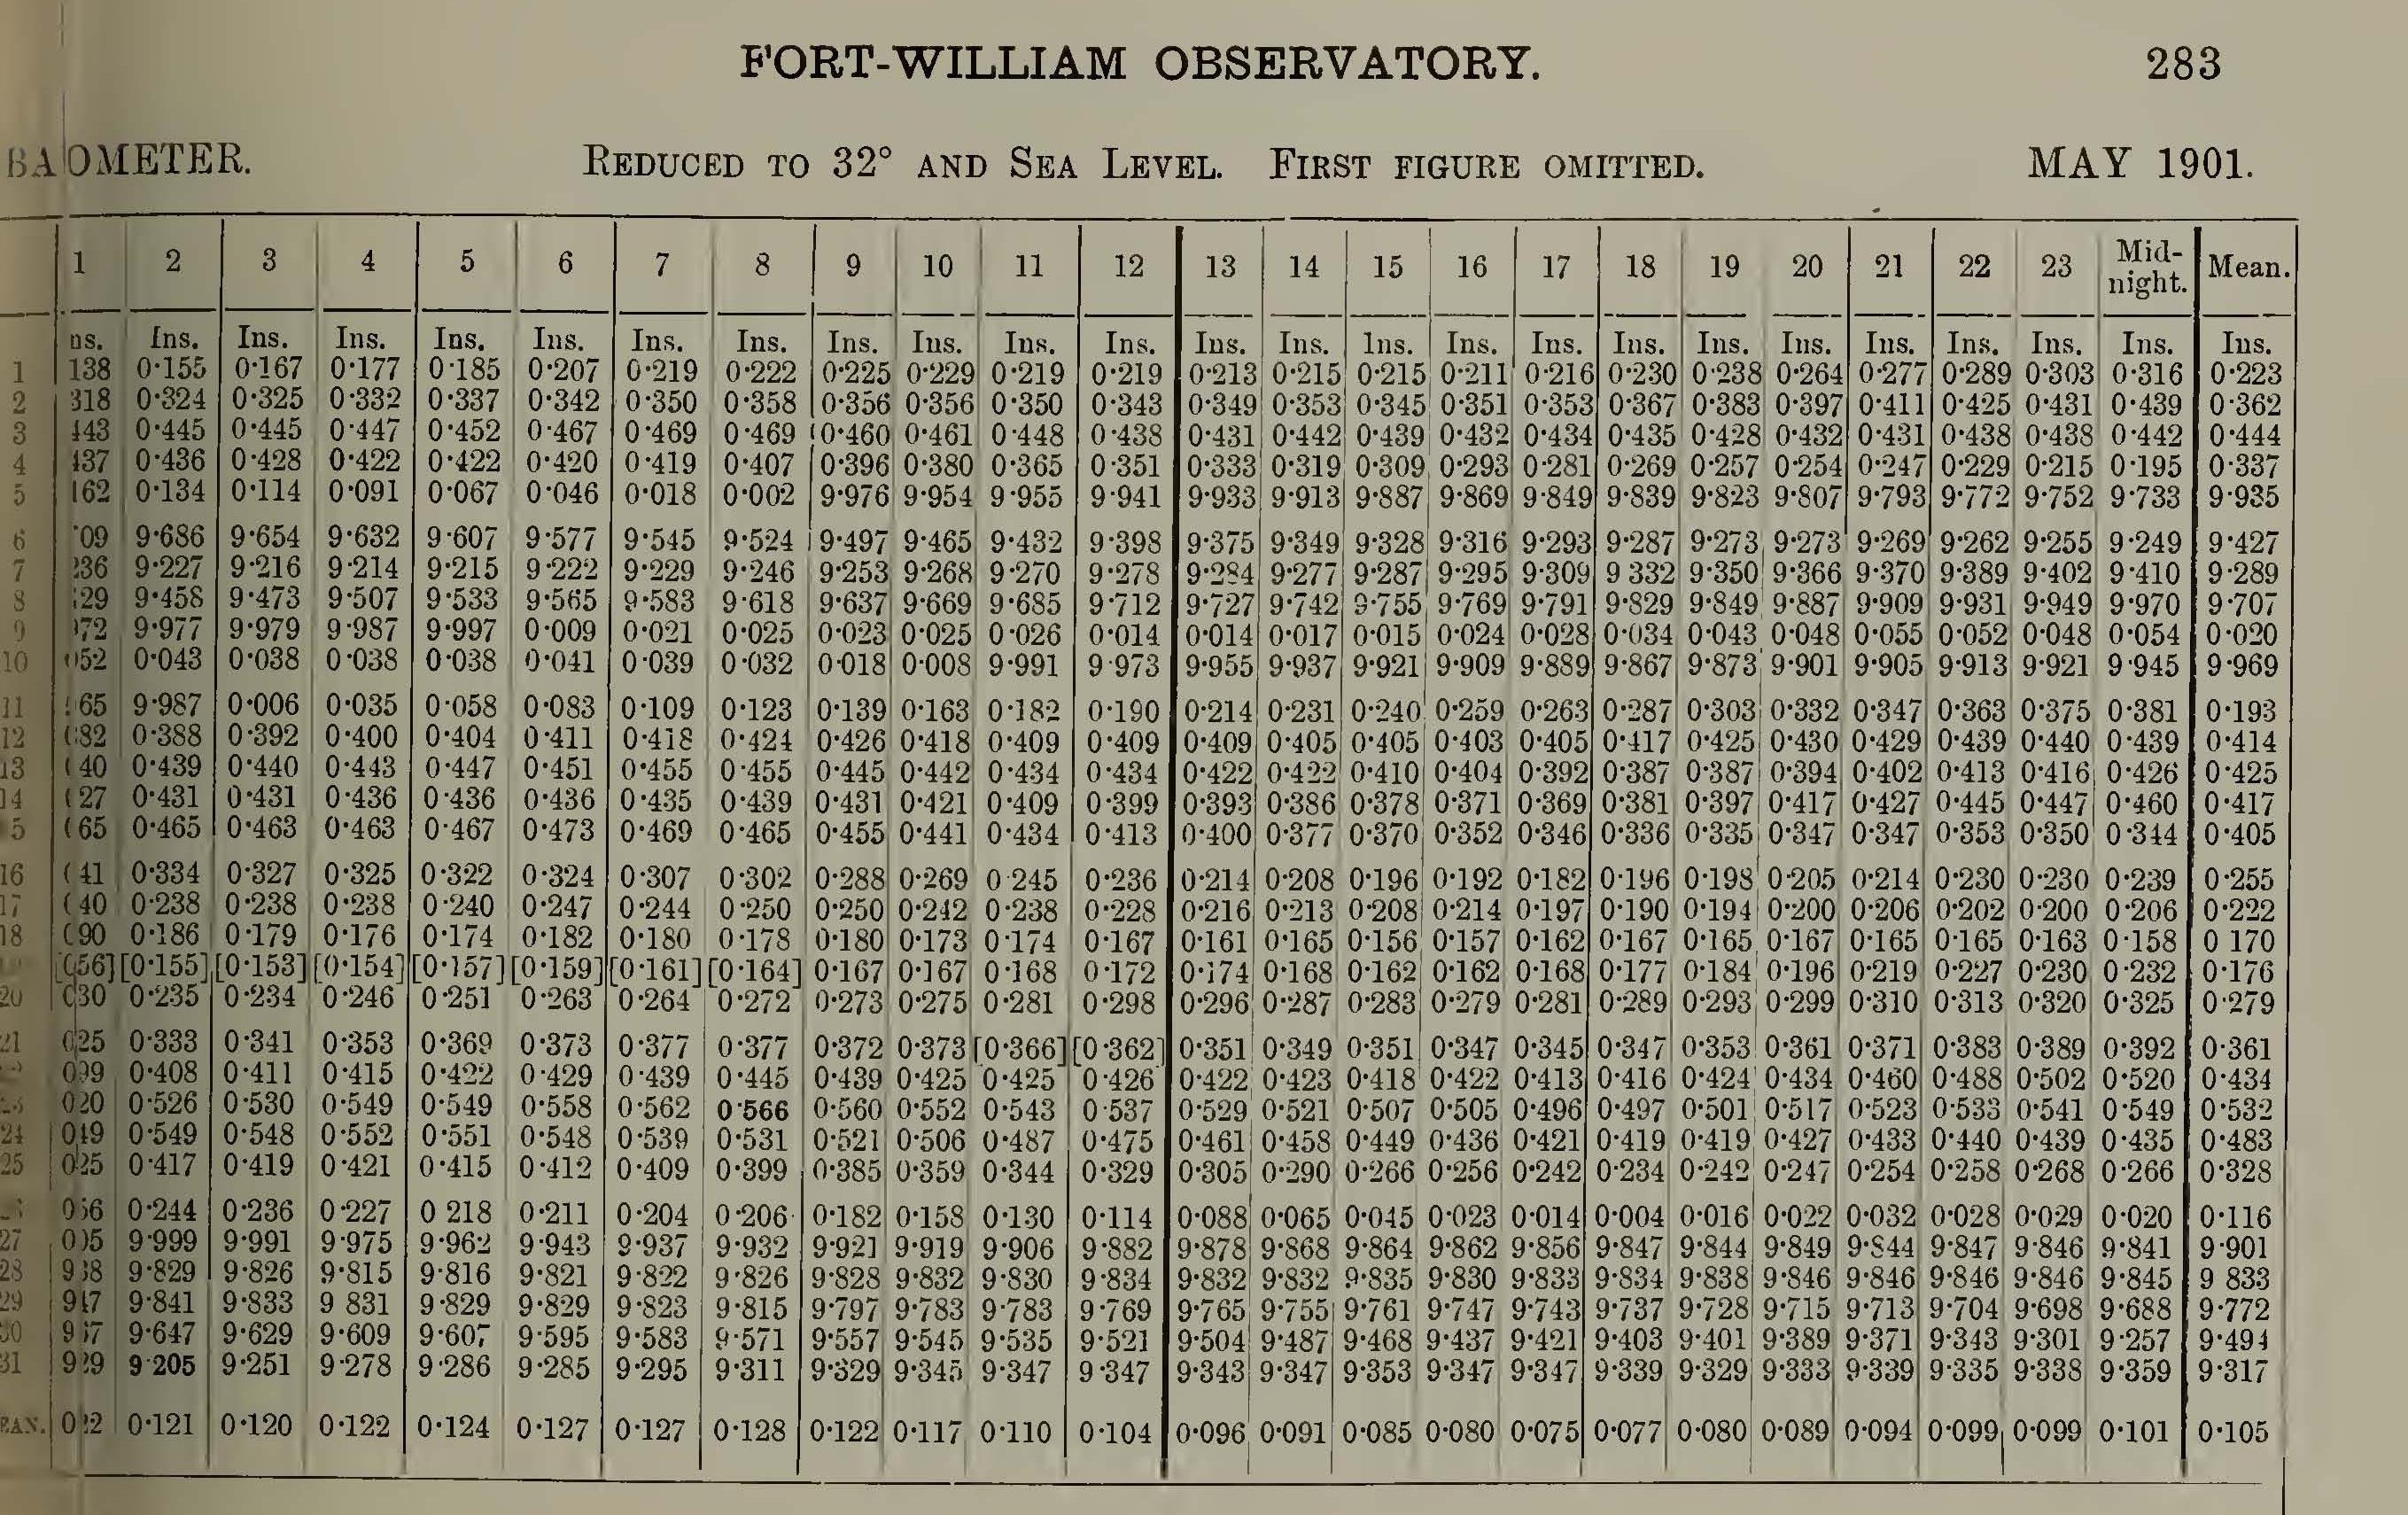 FORT-WILLIAM OBSERVATORY. 283
BAOMETER. REDUCED TO 32° AND SEA LEVEL. FIRST FIGURE OMITTED. MAY 1901.
1 2 3 4 5 6 7 8 9 10 11 12 13 14 15 16 17 18 19 20 21 22 23 Mid-night. Mean.
ns. Ins. Ins. Ins. Ins. Ins. Ins. Ins. Ins. Ins. Ins. Ins. Ins. Ins. Ins. Ins. Ins. Ins. Ins. Ins. Ins. Ins. Ins. Ins. Ins.
1 138 0·155 0·167 0·177 0·185 0·207 0·219 0·222 0·225 0·229 0·219 0·219 0·213 0·215 0·215 0·211 0·216 0·230 0·238 0·264 0·277 0·289 0·303 0·316 0·223
2 318 0·324 0·325 0·332 0·337 0·342 0·350 0·358 0·356 0·356 0·350 0·343 0·349 0·353 0·345 0·351 0·353 0·367 0·383 0·397 0·411 0·425 0·431 0·439 0·362
3 443 0·445 0·445 0·447 0·452 0·467 0·469 0·469 0·460 0·461 0·448 0·438 0·431 0·442 0·439 0·432 0·434 0·435 0·428 0·432 0·431 0·438 0·438 0·442 0·444
4 437 0·436 0·428 0·422 0·422 0·420 0·419 0·407 0·396 0·380 0·365 0·351 0·333 0·319 0·309 0·293 0·281 0·269 0·257 0·254 0·247 0·229 0·215 0·195 0·337
5 162 0·134 0·114 0·091 0·067 0·046 0·018 0·002 9·976 9·954 9·955 9·941 9·933 9·913 9·887 9·869 9·849 9·839 9·823 9·807 9·793 9·772 9·752 9·733 9·935
6 09 9·686 9·654 9·632 9·607 9·577 9·545 9·524 9·497 9·465 9·432 9·398 9·375 9·349 9·328 9·316 9·293 9·287 9·273 9·273 9·269 9·262 9·255 9·249 9·427
7 36 9·227 9·216 9·214 9·215 9·222 9·229 9·246 9·253 9·268 9·270 9·278 9·284 9·277 9·287 9·295 9·309 9 332 9·350 9·366 9·370 9·389 9·402 9·410 9·289
8 29 9·458 9·473 9·507 9·533 9·565 9·583 9·618 9·637 9·669 9·685 9·712 9·727 9·742 9·755 9·769 9·791 9·829 9·849 9·887 9·909 9·931 9·949 9·970 9·707
9 72 9·977 9·979 9·987 9·997 0·009 0·021 0·025 0·023 0·025 0·026 0·014 0·014 0·017 0·015 0·024 0·028 0·034 0·043 0·048 0·055 0·052 0·048 0·054 0·020
10 052 0·043 0·038 0·038 0·038 0·041 0·039 0·032 0·018 0·008 9·991 9·973 9·955 9·937 9·921 9·909 9·889 9·867 9·873 9·901 9·905 9·913 9·921 9·945 9·969
11 65 9·987 0·006 0·035 0·058 0·083 0·109 0·123 0·139 0·163 0·182 0·190 0·214 0·231 0·240 0·259 0·263 0·287 0·303 0·332 0·347 0·363 0·375 0·381 0·193
12 82 0·388 0·392 0·400 0·404 0·411 0·418 0·424 0·426 0·418 0·409 0·409 0·409 0·405 0·405 0·403 0·405 0·417 0·425 0·430 0·429 0·439 0·440 0·439 0·414
13 40 0·439 0·440 0·443 0·447 0·451 0·455 0·455 0·445 0·442 0·434 0·434 0·422 0·422 0·410 0·404 0·392 0·387 0·387 0·394 0·402 0·413 0·416 0·426 0·425
14 27 0·431 0·431 0·436 0·436 0·436 0·435 0·439 0·431 0·421 0·409 0·399 0·393 0·386 0·378 0·371 0·369 0·381 0·397 0·417 0·427 0·445 0·447 0·460 0·417
5 65 0·465 0·463 0·463 0·467 0·473 0·469 0·465 0·455 0·441 0·434 0·413 0·400 0·377 0·370 0·352 0·346 0·336 0·335 0·347 0·347 0·353 0·350 0·344 0·405
16 41 0·334 0·327 0·325 0·322 0·324 0·307 0·302 0·288 0·269 0 245 0·236 0·214 0·208 0·196 0·192 0·182 0·196 0·198 0·205 0·214 0·230 0·230 0·239 0·255
17 40 0·238 0·238 0·238 0·240 0·247 0·244 0·250 0·250 0·242 0·238 0·228 0·216 0·213 0·208 0·214 0·197 0·190 0·194 0·200 0·206 0·202 0·200 0·206 0·222
18 90 0·186 0·179 0·176 0·174 0·182 0·180 0·178 0·180 0·173 0·174 0·167 0·161 0·165 0·156 0·157 0·162 0·167 0·165 0·167 0·165 0·165 0·163 0·158 0 170
56] [0·155] [0·153] [0·154] [0·157] [0·159] [0·161] [0·164] 0·167 0·167 0·168 0·172 0·174 0·168 0·162 0·162 0·168 0·177 0·184 0·196 0·219 0·227 0·230 0·232 0·176
20 30 0·235 0·234 0·246 0·251 0·263 0·264 0·272 0·273 0·275 0·281 0·298 0·296 0·287 0·283 0·279 0·281 0·289 0·293 0·299 0·310 0·313 0·320 0·325 0·279
21 025 0·333 0·341 0·353 0·369 0·373 0·377 0·377 0·372 0·373 [0·366] [0·362] 0·351 0·349 0·351 0·347 0·345 0·347 0·353 0·361 0·371 0·383 0·389 0·392 0·361
099 0·408 0·411 0·415 0·422 0·429 0·439 0·445 0·439 0·425 0·425 0·426 0·422 0·423 0·418 0·422 0·413 0·416 0·424 0·434 0·460 0·488 0·502 0·520 0·434
020 0·526 0·530 0·549 0·549 0·558 0·562 0·566 0·560 0·552 0·543 0·537 0·529 0·521 0·507 0·505 0·496 0·497 0·501 0·517 0·523 0·533 0·541 0·549 0·532
24 049 0·549 0·548 0·552 0·551 0·548 0·539 0·531 0·521 0·506 0·487 0·475 0·461 0·458 0·449 0·436 0·421 0·419 0·419 0·427 0·433 0·440 0·439 0·435 0·483
25 025 0·417 0·419 0·421 0·415 0·412 0·409 0·399 0·385 0·359 0·344 0·329 0·305 0·290 0·266 0·256 0·242 0·234 0·242 0·247 0·254 0·258 0·268 0·266 0·328
0 6 0·244 0·236 0·227 0 218 0·211 0·204 0·206 0·182 0·158 0·130 0·114 0·088 0·065 0·045 0·023 0·014 0·004 0·016 0·022 0·032 0·028 0·029 0·020 0·116
27 0 5 9·999 9·991 9·975 9·962 9·943 9·937 9·932 9·921 9·919 9·906 9·882 9·878 9·868 9·864 9·862 9·856 9·847 9·844 9·849 9·844 9·847 9·846 9·841 9·901
28 9 8 9·829 9·826 9·815 9·816 9·821 9·822 9·826 9·828 9·832 9·830 9·834 9·832 9·832 9·835 9·830 9·833 9·834 9·838 9·846 9·846 9·846 9·846 9·845 9 833
29 9 7 9·841 9·833 9 831 9·829 9·829 9·823 9·815 9·797 9·783 9·783 9·769 9·765 9·755 9·761 9·747 9·743 9·737 9·728 9·715 9·713 9·704 9·698 9·688 9·772
30 9 7 9·647 9·629 9·609 9·607 9·595 9·583 9·571 9·557 9·545 9·535 9·521 9·504 9·487 9·468 9·437 9·421 9·403 9·401 9·389 9·371 9·343 9·301 9·257 9·494
31 9 9 9·205 9·251 9·278 9·286 9·285 9·295 9·311 9·329 9·345 9·347 9·347 9·343 9·347 9·353 9·347 9·347 9·339 9·329 9·333 9·339 9·335 9·338 9·359 9·317
EAN. 0 2 0·121 0·120 0·122 0·124 0·127 0·127 0·128 0·122 0·117 0·110 0·104 0·096 0·091 0·085 0·080 0·075 0·077 0·080 0·089 0·094 0·099 0·099 0·101 0·105